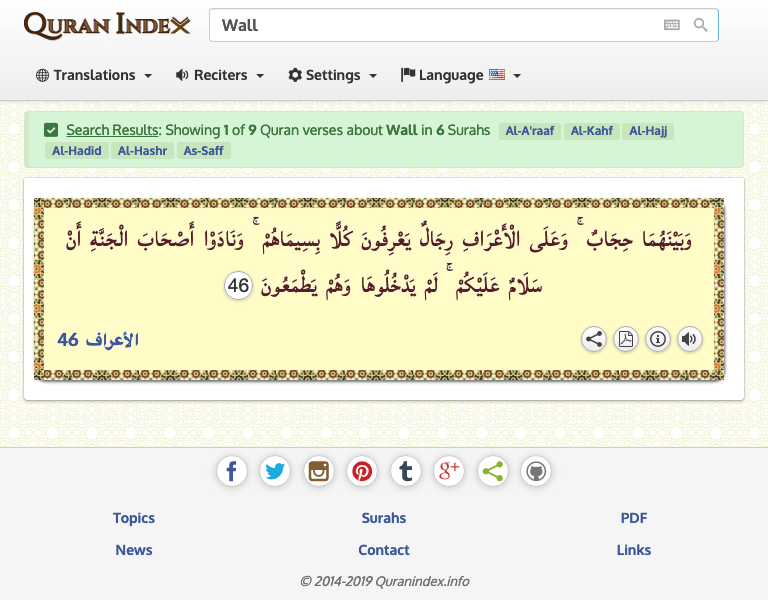 QURAN INDEX
Wall
Translations
Reciters
Settings
Language
Search Results: Showing 1 of 9 Quran verses about Wall in 6 Surahs Al-A'raaf Al-Kahf Al-Hajj
Al-Hadid Al-Hashr As-Saff
وَبَيْنَهُمَا حِجَابٌ ۚ وَعَلَى الْأَعْرَافِ رِجَالٌ يَعْرِفُونَ كُلًّا بِسِيمَاهُمْ ۚ وَنَادَوْا أَصْحَابَ الْجَنَّةِ أَنْ
سَلَامٌ عَلَيْكُمْ ۚ لَمْ يَدْخُلُوهَا وَهُمْ يَطْمَعُونَ 46
الأعراف 46
Topics
Surahs
PDF
News
Contact
Links
© 2014-2019 Quranindex.info